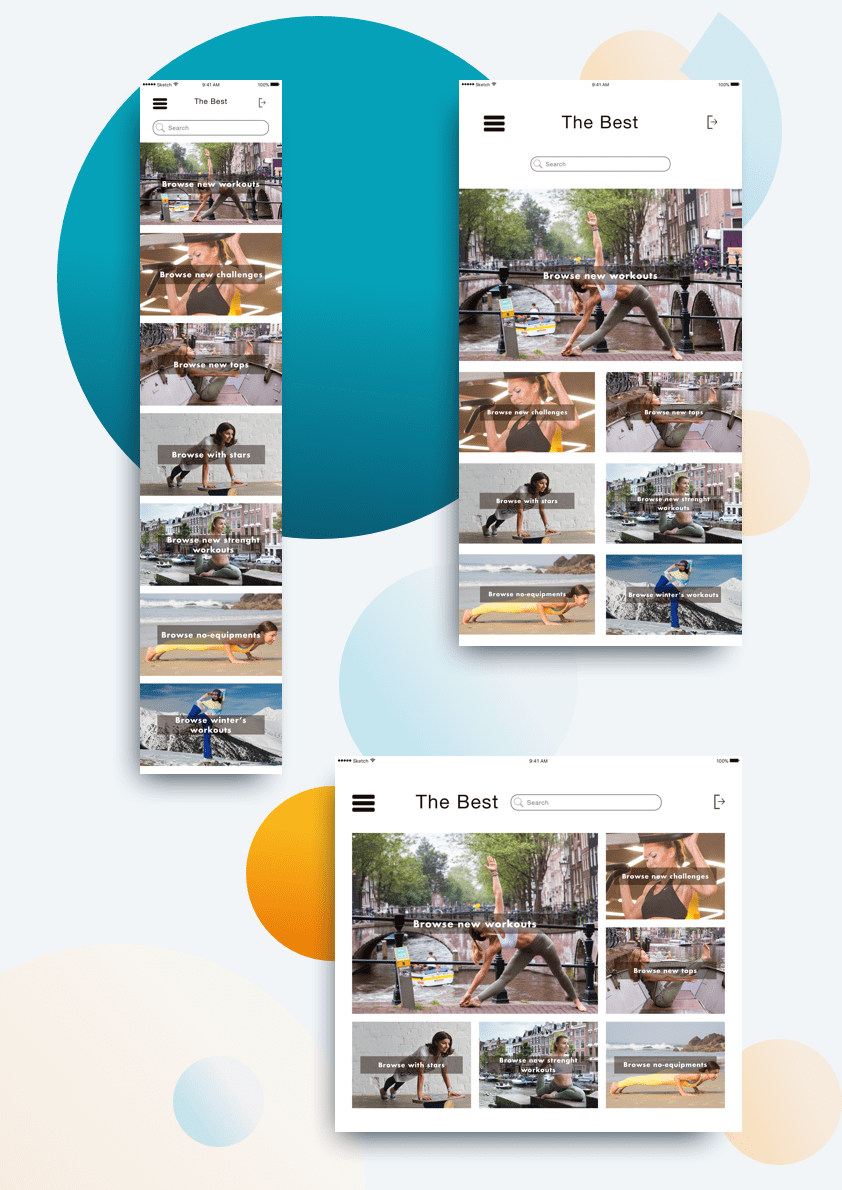 Sketch 9:41 AM 100%
The Best
Search
Browse new workouts
Browse new challenges
Browse new tops
Browse with stars
Browse new strenght
workouts
Browse no-equipments
Browse winter's
workouts
Sketch 9:41 AM 100%
The Best
Search
Browse new workouts
Browse new challenges
Browse new tops
Browse with stars
Browse new strenght
workouts
Browse no-equipments
Browse winter's workouts
Sketch 9:41 AM 100%
The Best
Search
Browse new workouts
Browse new challenges
Browse new tops
Browse with stars
Browse new strenght
workouts
Browse no-equipments